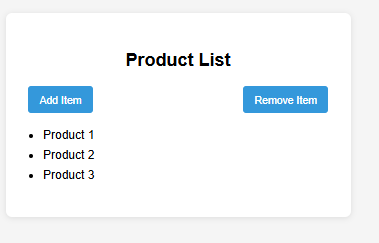 Product List
Add Item Remove Item
Product 1
Product 2
Product 3